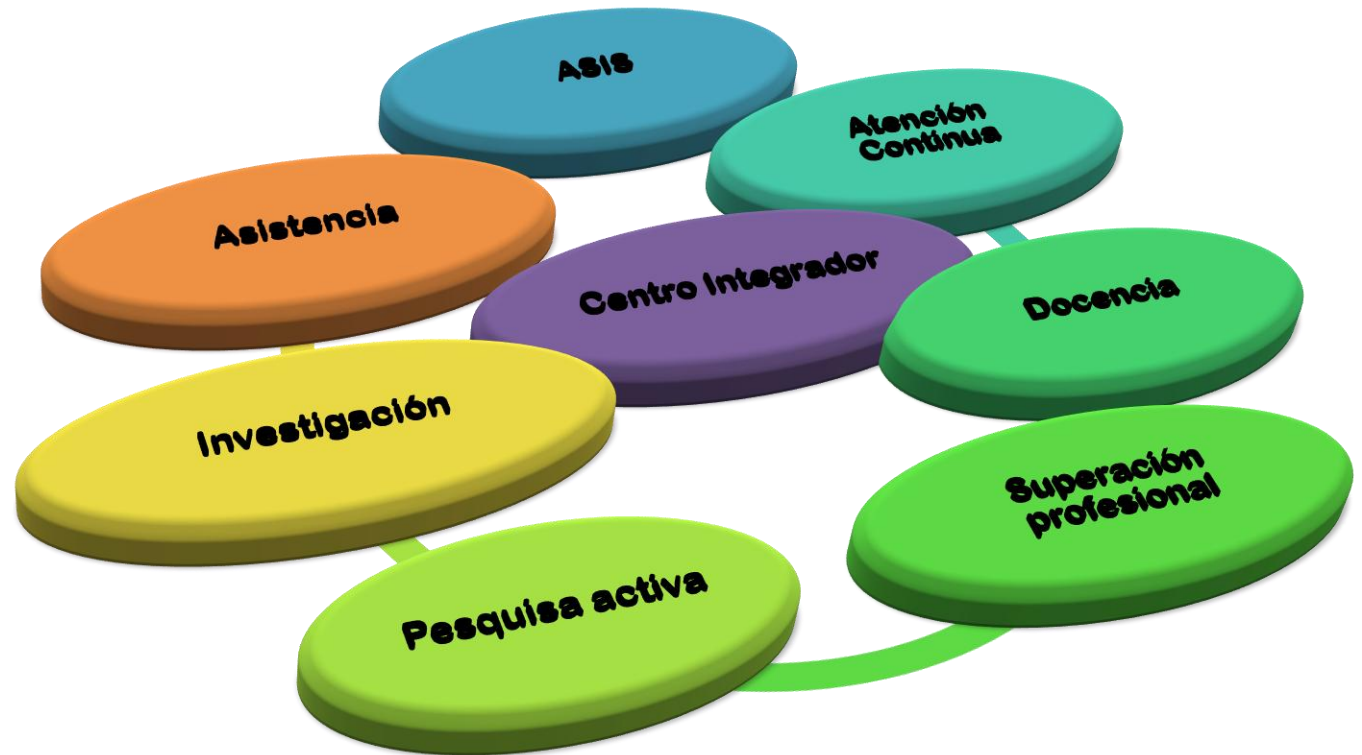 ASIS
Atención
Continua
Asistencia
Centro Integrador
Docencia
Investigación
Superación
profesional
Pesquisa activa